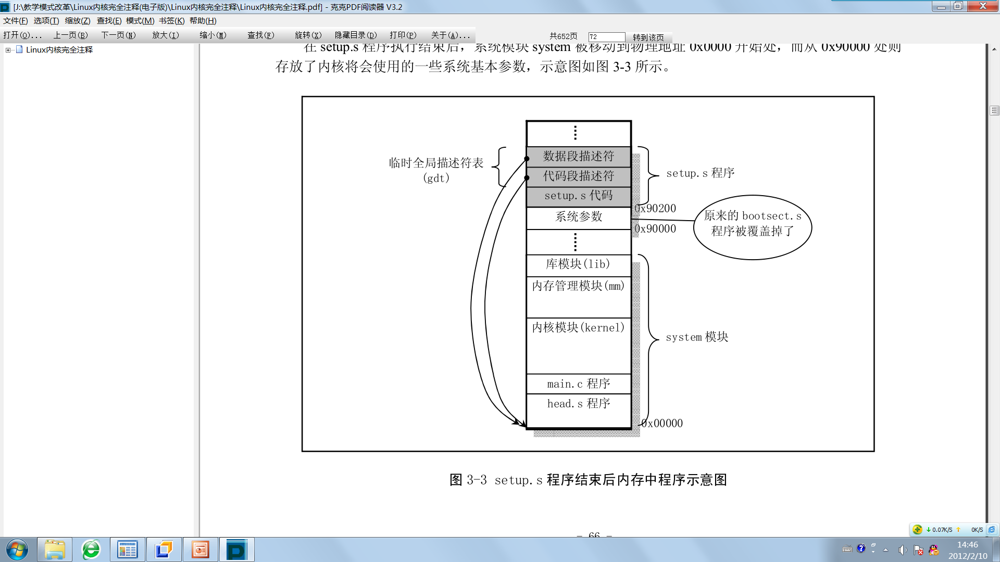 [J:\教学模式改革\Linux内核完全注释(电子版)\Linux内核完全注释\Linux内核完全注释.pdf] - 克克PDF阅读器 V3.2
文件(F) 选项(T) 缩放(Z) 查找(E) 模式(M) 书签(K) 帮助(H)
打开(O)... 上一页(B) 下一页(N) 放大(I) 缩小(M) 查找(F) 旋转(X) 隐藏目录(D) 打印(P) 关于(A)... 共652页 72 转到该页
Linux内核完全注释
在 setup.s 程序执行结束后，系统模块 system 被移动到物理地址 0x0000 开始处，而从 0x90000 处则
存放了内核将会使用的一些系统基本参数，示意图如图 3-3 所示。
临时全局描述符表
(gdt)
数据段描述符
代码段描述符
setup.s 代码
系统参数
setup.s 程序
0x90200
0x90000
原来的 bootsect.s
程序被覆盖掉了
库模块(lib)
内存管理模块(mm)
内核模块(kernel)
main.c 程序
head.s 程序
system 模块
0x00000
图 3-3 setup.s 程序结束后内存中程序示意图
- 66 -
0.07K/S 0K/S
14:46
2012/2/10